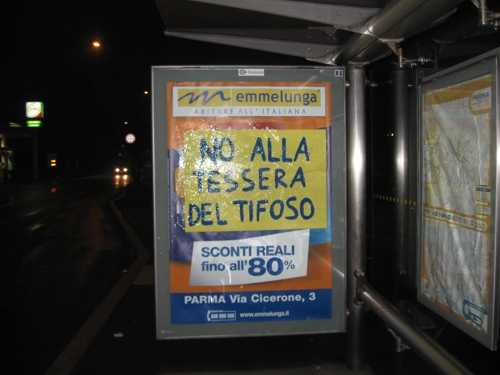 emmelunga
ABITARE ALL'ITALIANA
NO ALLA
TESSERA
DEL TIFOSO
SCONTI REALI
fino all'80%
PARMA Via Cicerone, 3
www.emmelunga.it